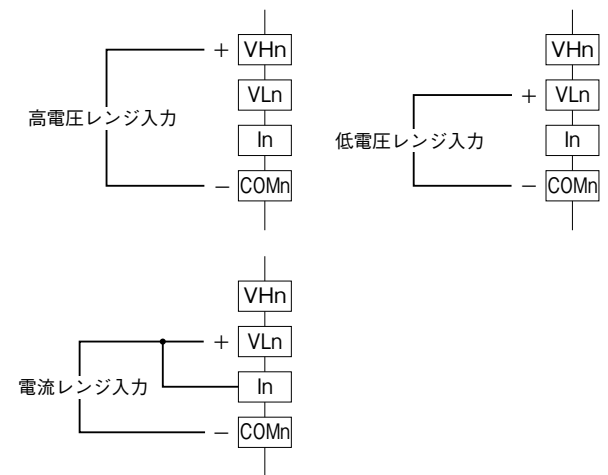 + VHn
VLn
高電圧レンジ入力
In
− COMn
VHn
+ VLn
低電圧レンジ入力
In
− COMn
VHn
+ VLn
電流レンジ入力
In
− COMn